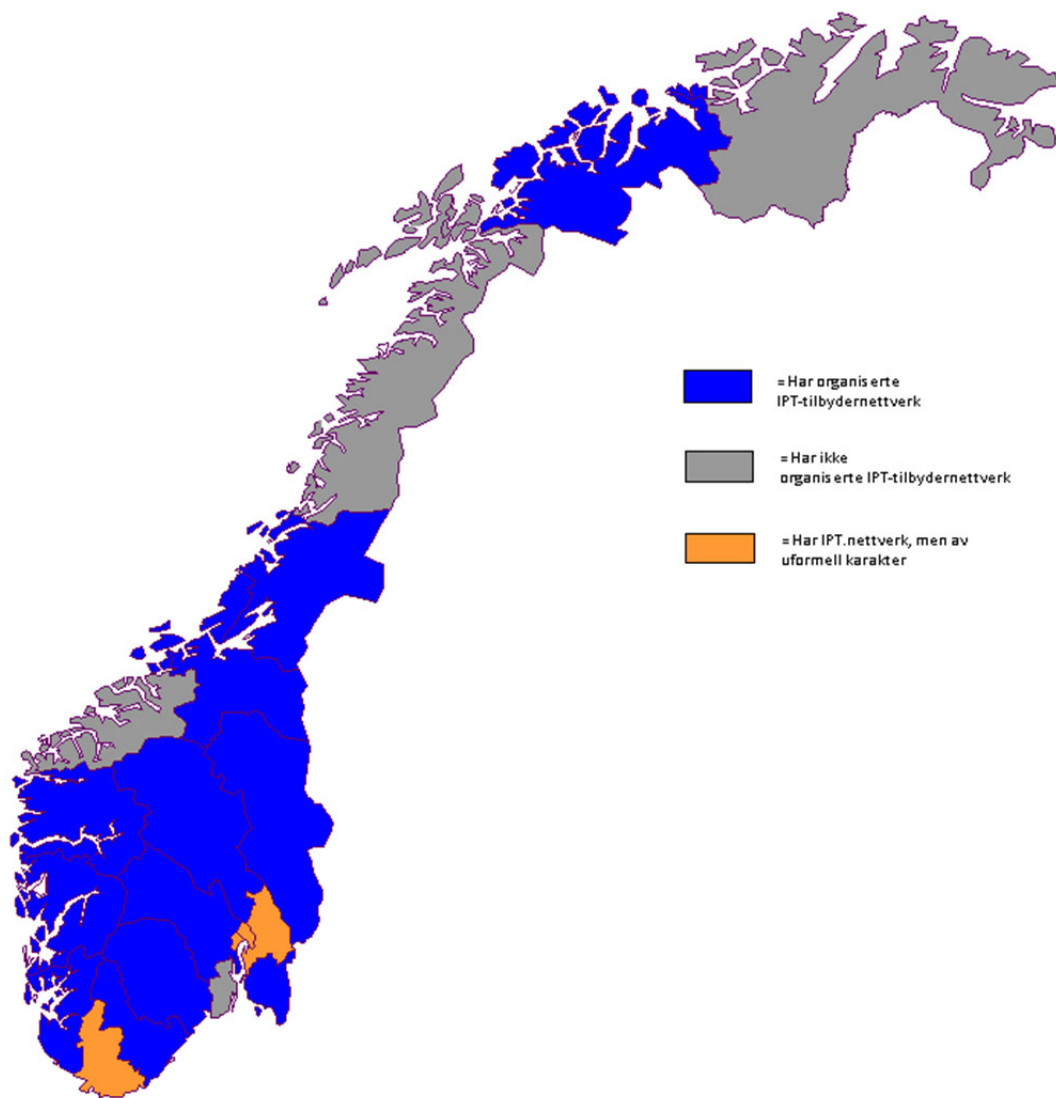 =Har organiserte
IPT-tilbydernettverk
=Har ikke
organiserte IPT-tilbydernettverk
=Har IPT.nettverk, men av
uformell karakter